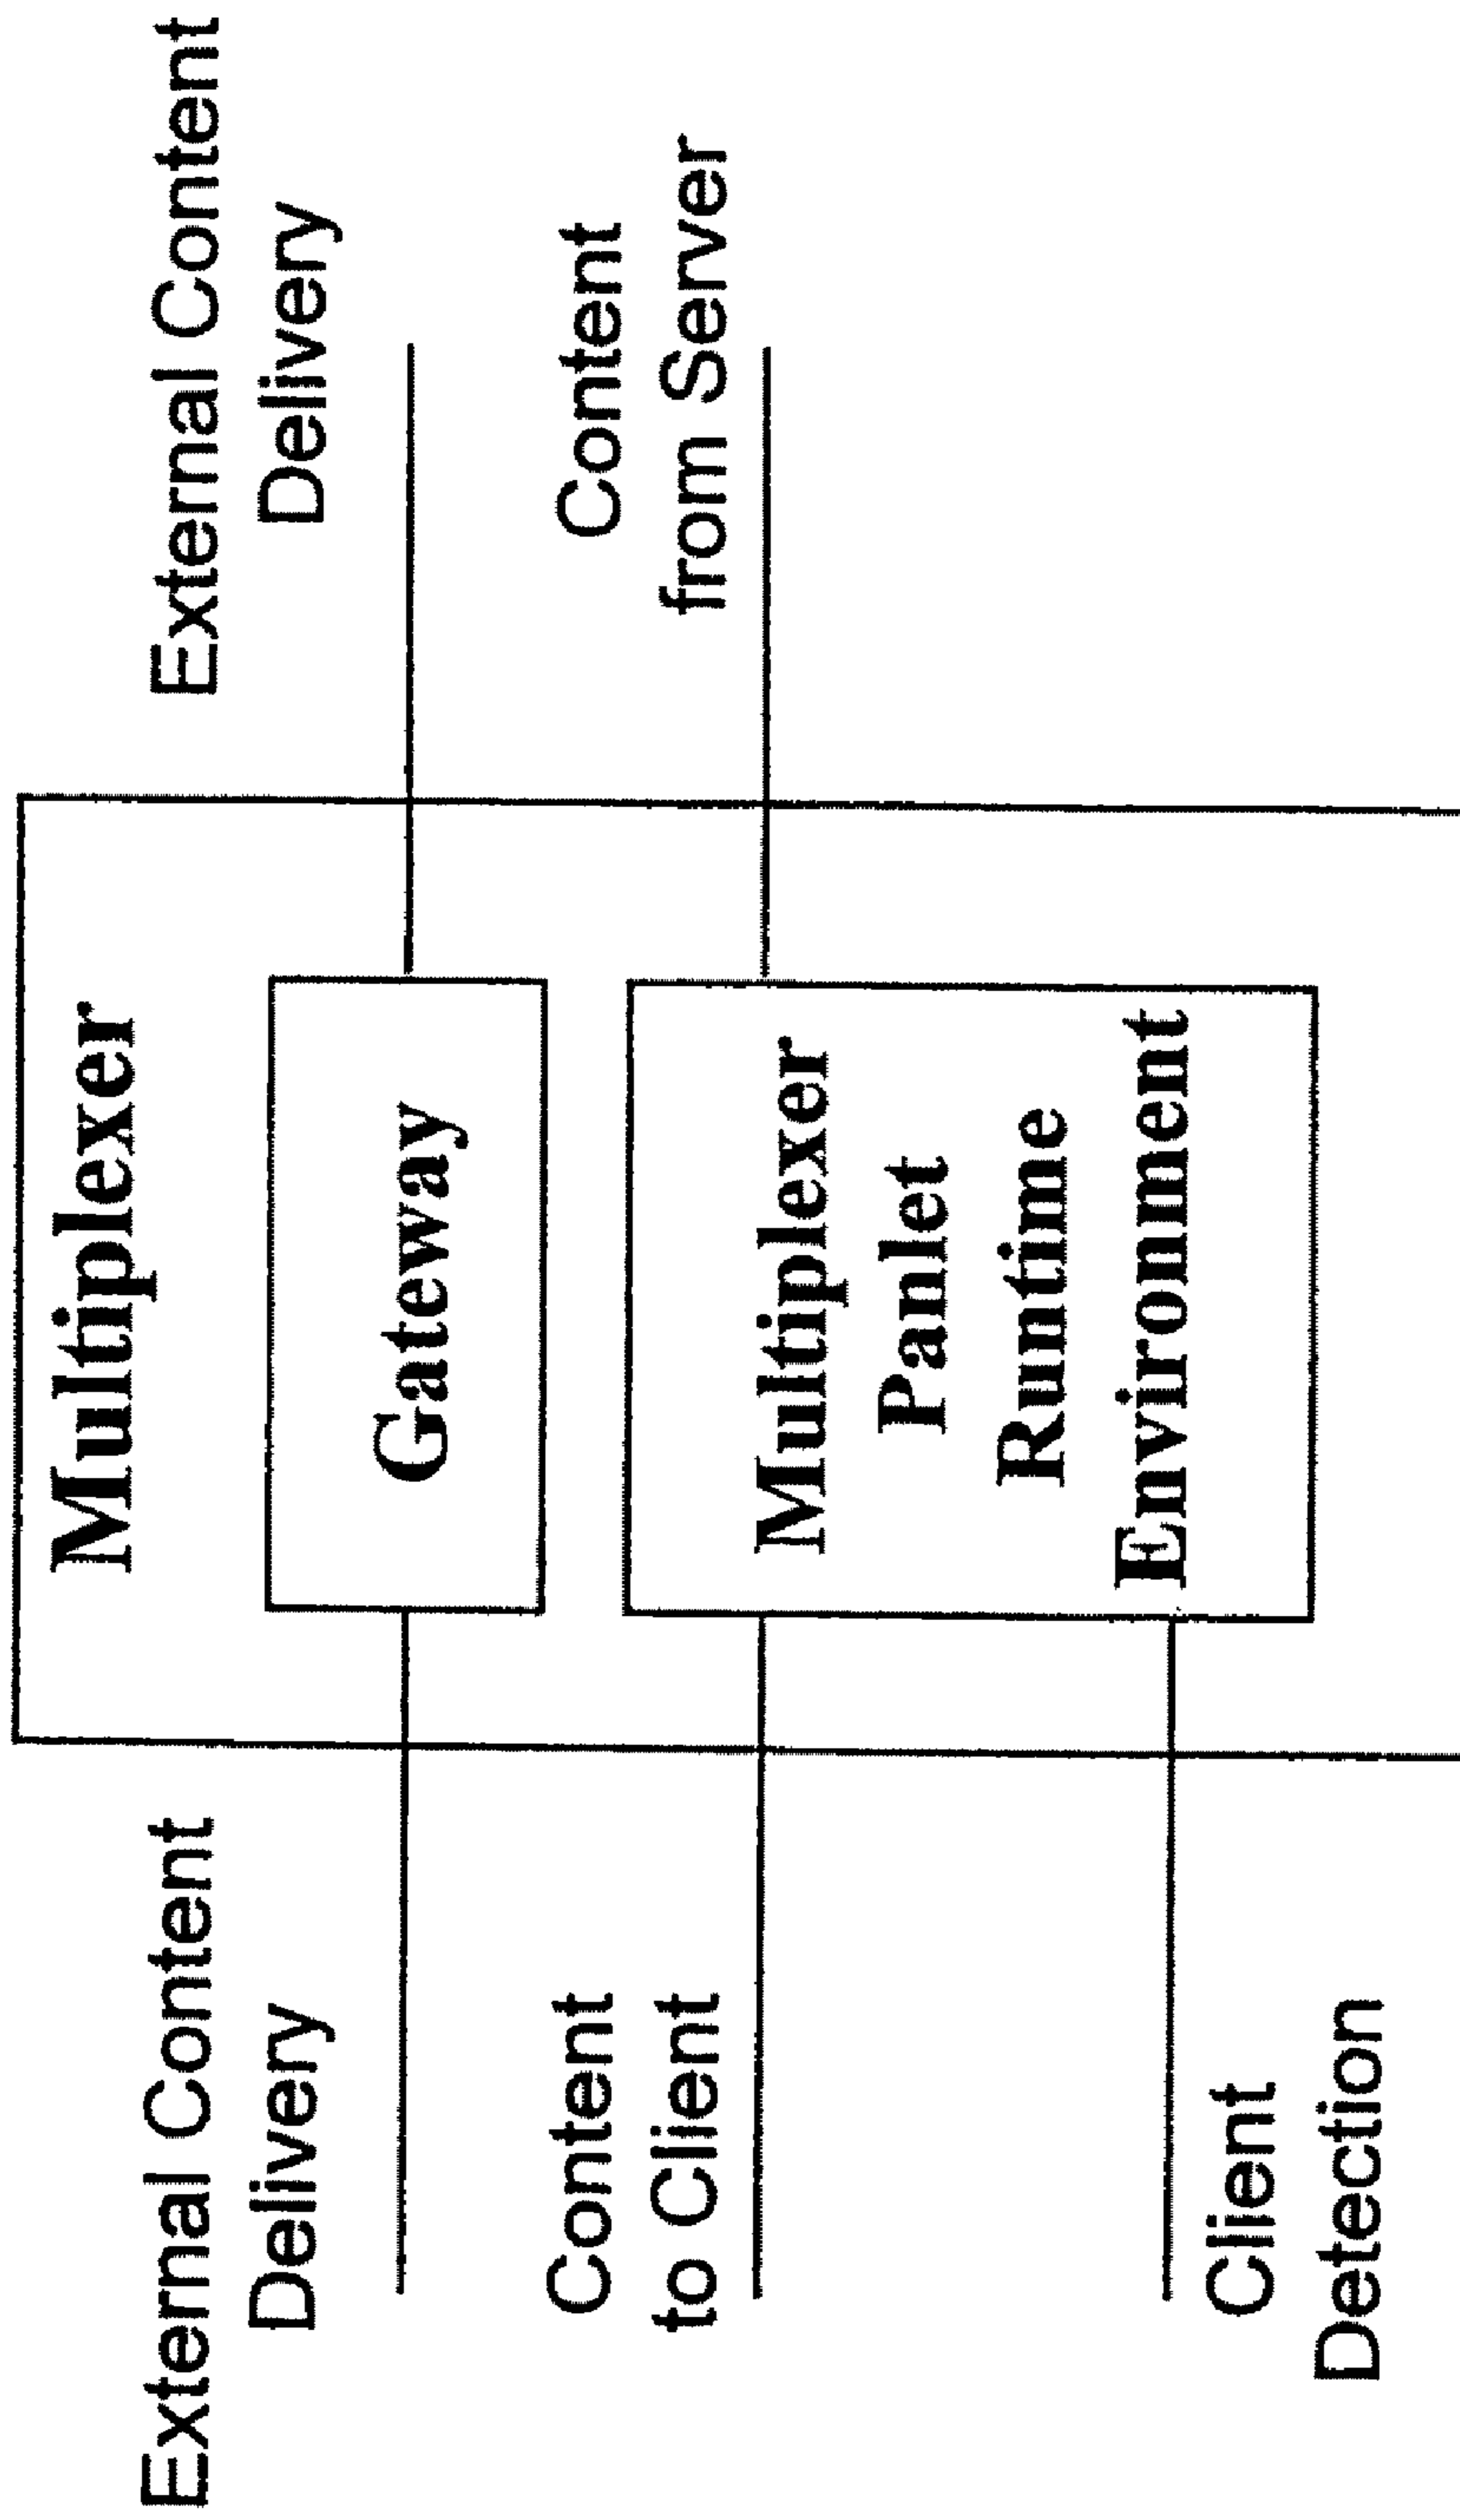 Multiplexer
External Content
Delivery
Gateway
External Content
Delivery
Content
to Client
Multiplexer
Panlet
Runtime
Environment
Content
from Server
Client
Detection